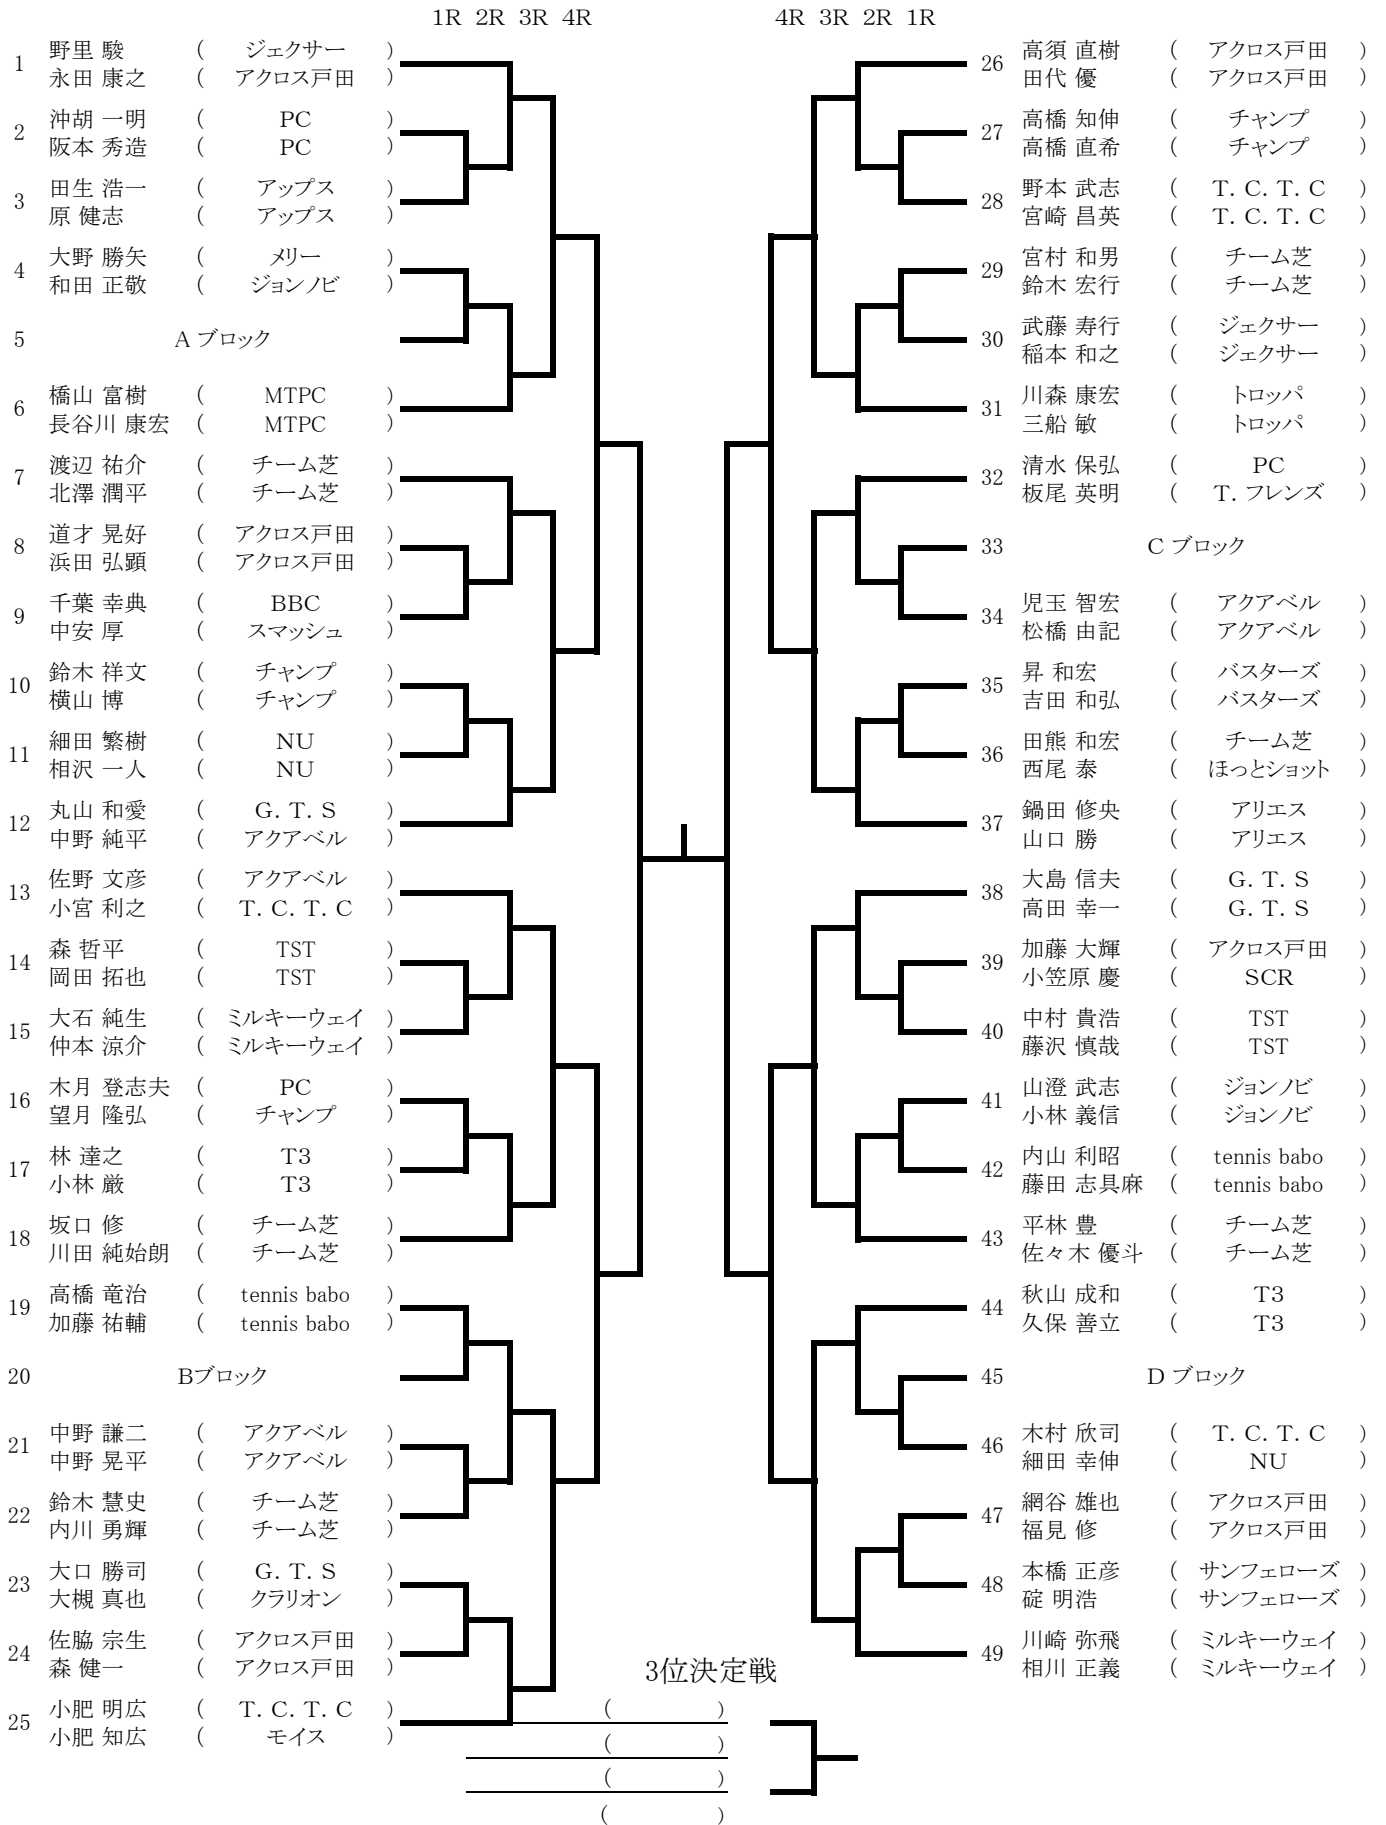 1R 2R 3R 4R
4R 3R 2R 1R
1 野里 駿 ( ジェクサー )
永田 康之 ( アクロス戸田 )
2 沖胡 一明 ( PC )
阪本 秀造 ( PC )
3 田生 浩一 ( アップス )
原 健志 ( アップス )
4 大野 勝矢 ( メリー )
和田 正敬 ( ジョンノビ )
5 A ブロック
6 橋山 富樹 ( MTPC )
長谷川 康宏 ( MTPC )
7 渡辺 祐介 ( チーム芝 )
北澤 潤平 ( チーム芝 )
8 道才 晃好 ( アクロス戸田 )
浜田 弘顕 ( アクロス戸田 )
9 千葉 幸典 ( BBC )
中安 厚 ( スマッシュ )
10 鈴木 祥文 ( チャンプ )
横山 博 ( チャンプ )
11 細田 繁樹 ( NU )
相沢 一人 ( NU )
12 丸山 和愛 ( G. T. S )
中野 純平 ( アクアベル )
13 佐野 文彦 ( アクアベル )
小宮 利之 ( T. C. T. C )
14 森 哲平 ( TST )
岡田 拓也 ( TST )
15 大石 純生 ( ミルキーウェイ )
仲本 涼介 ( ミルキーウェイ )
16 木月 登志夫 ( PC )
望月 隆弘 ( チャンプ )
17 林 達之 ( T3 )
小林 厳 ( T3 )
18 坂口 修 ( チーム芝 )
川田 純始朗 ( チーム芝 )
19 高橋 竜治 ( tennis babo )
加藤 祐輔 ( tennis babo )
20 Bブロック
21 中野 謙二 ( アクアベル )
中野 晃平 ( アクアベル )
22 鈴木 慧史 ( チーム芝 )
内川 勇輝 ( チーム芝 )
23 大口 勝司 ( G. T. S )
大槻 真也 ( クラリオン )
24 佐脇 宗生 ( アクロス戸田 )
森 健一 ( アクロス戸田 )
25 小肥 明広 ( T. C. T. C )
小肥 知広 ( モイス )
26 高須 直樹 ( アクロス戸田 )
田代 優 ( アクロス戸田 )
27 高橋 知伸 ( チャンプ )
高橋 直希 ( チャンプ )
28 野本 武志 ( T. C. T. C )
宮崎 昌英 ( T. C. T. C )
29 宮村 和男 ( チーム芝 )
鈴木 宏行 ( チーム芝 )
30 武藤 寿行 ( ジェクサー )
稲本 和之 ( ジェクサー )
31 川森 康宏 ( トロッパ )
三船 敏 ( トロッパ )
32 清水 保弘 ( PC )
板尾 英明 ( T. フレンズ )
33 C ブロック
34 児玉 智宏 ( アクアベル )
松橋 由記 ( アクアベル )
35 昇 和宏 ( バスターズ )
吉田 和弘 ( バスターズ )
36 田熊 和宏 ( チーム芝 )
西尾 泰 ( ほっとショット )
37 鍋田 修央 ( アリエス )
山口 勝 ( アリエス )
38 大島 信夫 ( G. T. S )
高田 幸一 ( G. T. S )
39 加藤 大輝 ( アクロス戸田 )
小笠原 慶 ( SCR )
40 中村 貴浩 ( TST )
藤沢 慎哉 ( TST )
41 山澄 武志 ( ジョンノビ )
小林 義信 ( ジョンノビ )
42 内山 利昭 ( tennis babo )
藤田 志具麻 ( tennis babo )
43 平林 豊 ( チーム芝 )
佐々木 優斗 ( チーム芝 )
44 秋山 成和 ( T3 )
久保 善立 ( T3 )
45 D ブロック
46 木村 欣司 ( T. C. T. C )
細田 幸伸 ( NU )
47 網谷 雄也 ( アクロス戸田 )
福見 修 ( アクロス戸田 )
48 本橋 正彦 ( サンフェローズ )
碇 明浩 ( サンフェローズ )
49 川崎 弥飛 ( ミルキーウェイ )
相川 正義 ( ミルキーウェイ )
3位決定戦
( )
( )
( )
( )